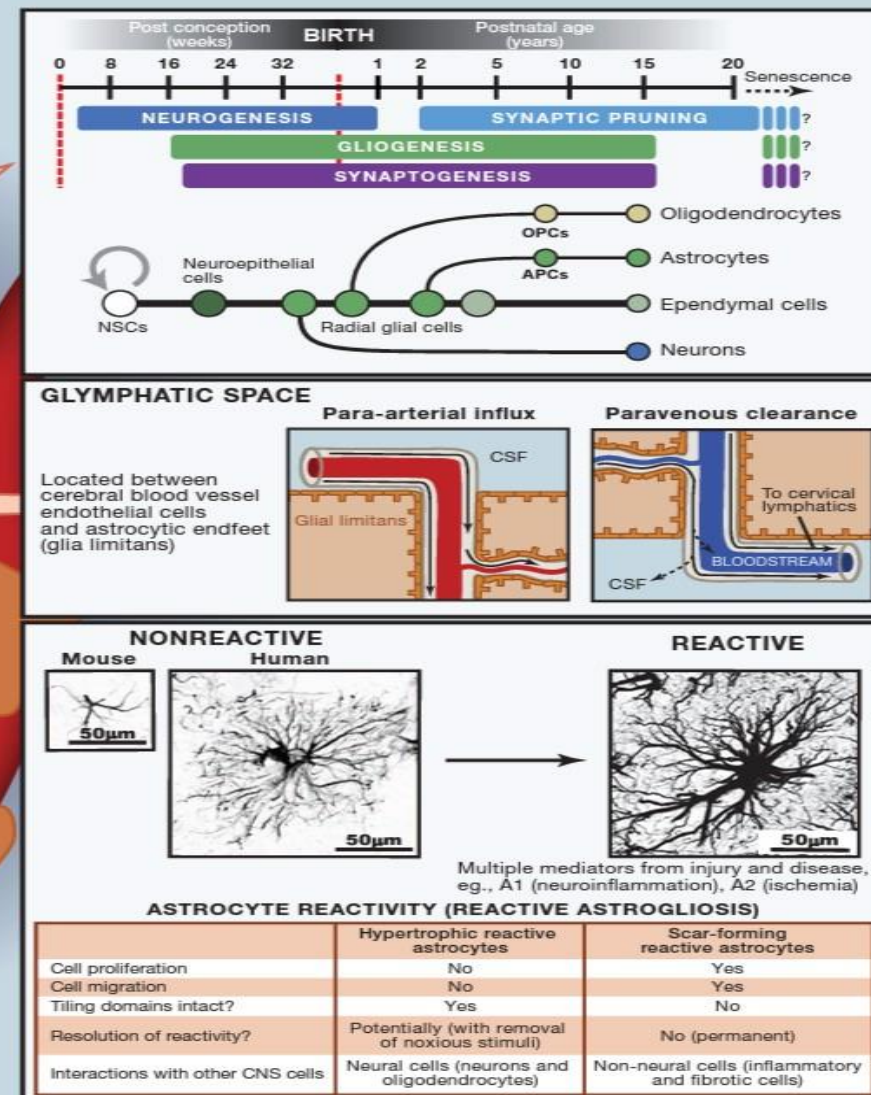 Post conception
(weeks)
BIRTH
Postnatal age
(years)
0 8 16 24 32 1 2 5 10 15 20
Senescence
NEUROGENESIS
SYNAPTIC PRUNING
?
GLIOGENESIS
?
SYNAPTOGENESIS
?
Oligodendrocytes
OPCs
Neuroepithelial
cells
Astrocytes
APCs
Ependymal cells
NSCs
Radial glial cells
Neurons
GLYMPHATIC SPACE
Located between
cerebral blood vessel
endothelial cells
and astrocytic endfeet
(glia limitans)
Para-arterial influx
CSF
Glial limitans
Paravenous clearance
To cervical
lymphatics
BLOODSTREAM
CSF
NONREACTIVE
Mouse
Human
50μm
50μm
REACTIVE
50μm
Multiple mediators from injury and disease,
eg., A1 (neuroinflammation), A2 (ischemia)
ASTROCYTE REACTIVITY (REACTIVE ASTROGLIOSIS)
Hypertrophic reactive
astrocytes
Scar-forming
reactive astrocytes
Cell proliferation No Yes
Cell migration No Yes
Tiling domains intact? Yes No
Resolution of reactivity?
Potentially (with removal
of noxious stimuli)
No (permanent)
Interactions with other CNS cells
Neural cells (neurons and
oligodendrocytes)
Non-neural cells (inflammatory
and fibrotic cells)